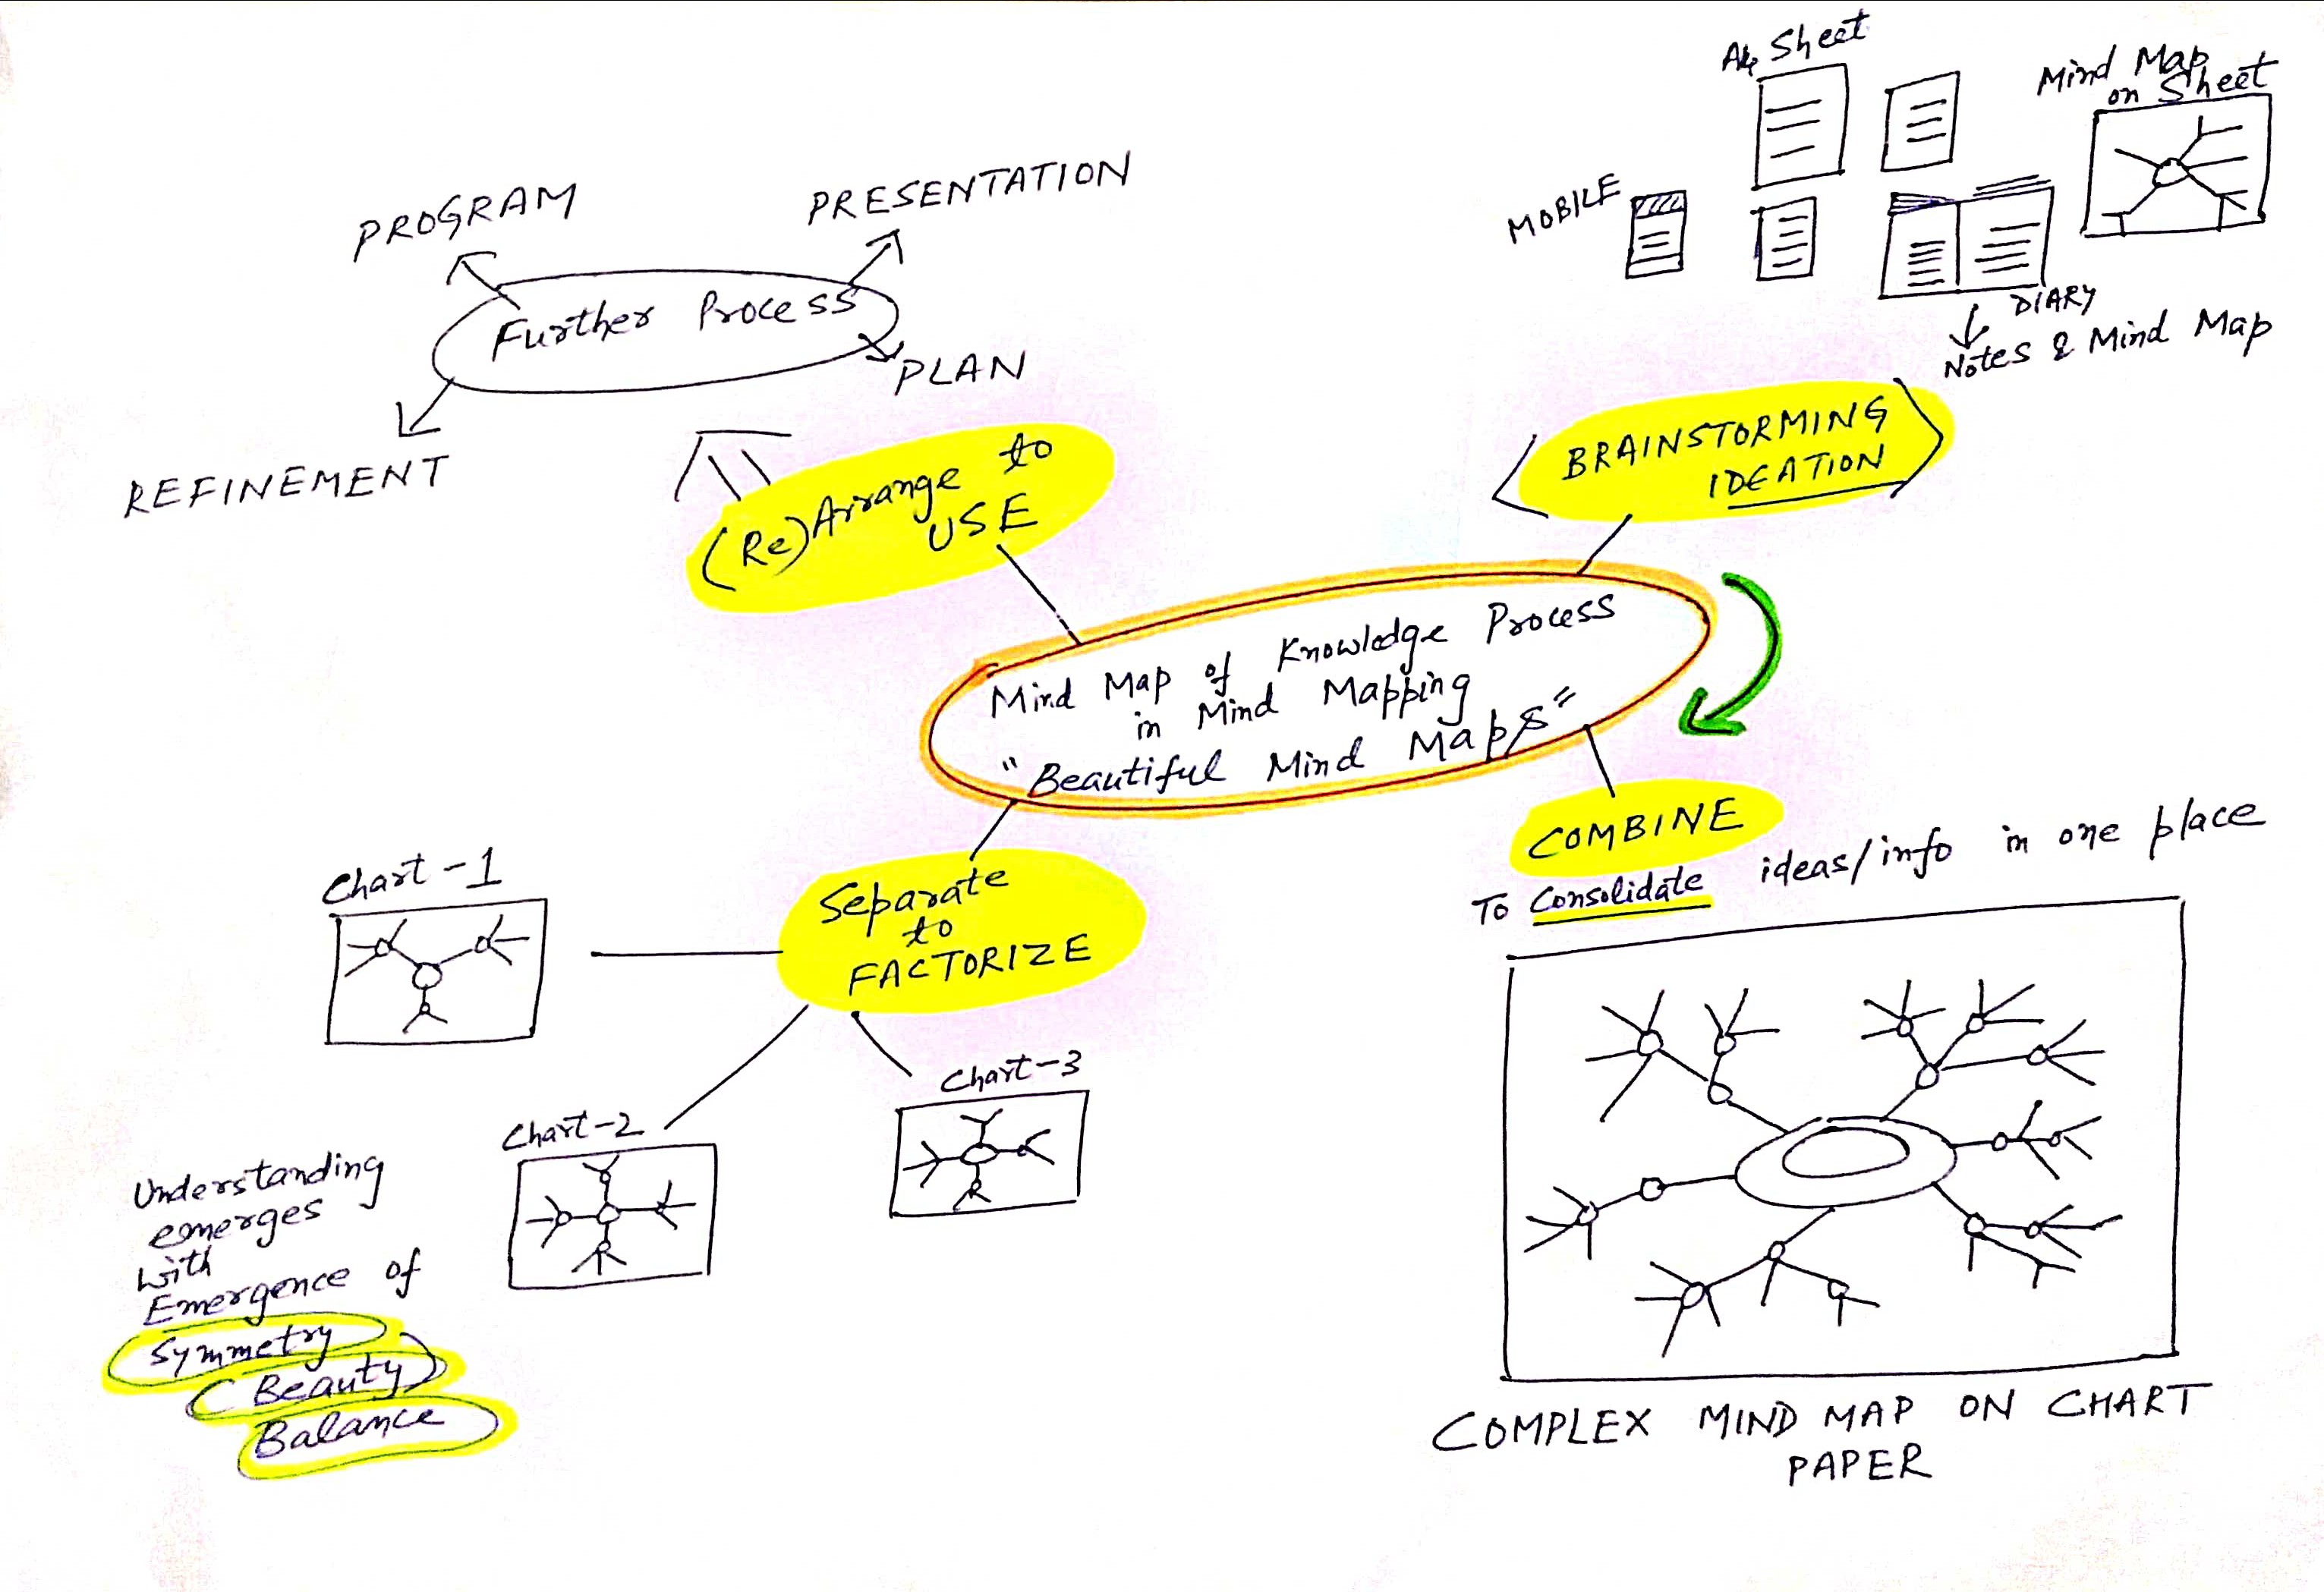 A4 Sheet
Mind Map
on Sheet
MOBILE
DIARY
Notes & Mind Map
PROGRAM
PRESENTATION
Further Process
PLAN
REFINEMENT
(Re)Arrange to
USE
BRAINSTORMING
IDEATION
Mind Map of Knowledge Process
in Mind Mapping
"Beautiful Mind Maps"
COMBINE
To Consolidate ideas/info in one place
Separate
to
FACTORIZE
Chart-1
Chart-2
Chart-3
Understanding
emerges
with
Emergence of
Symmetry
Beauty
Balance
COMPLEX MIND MAP ON CHART
PAPER